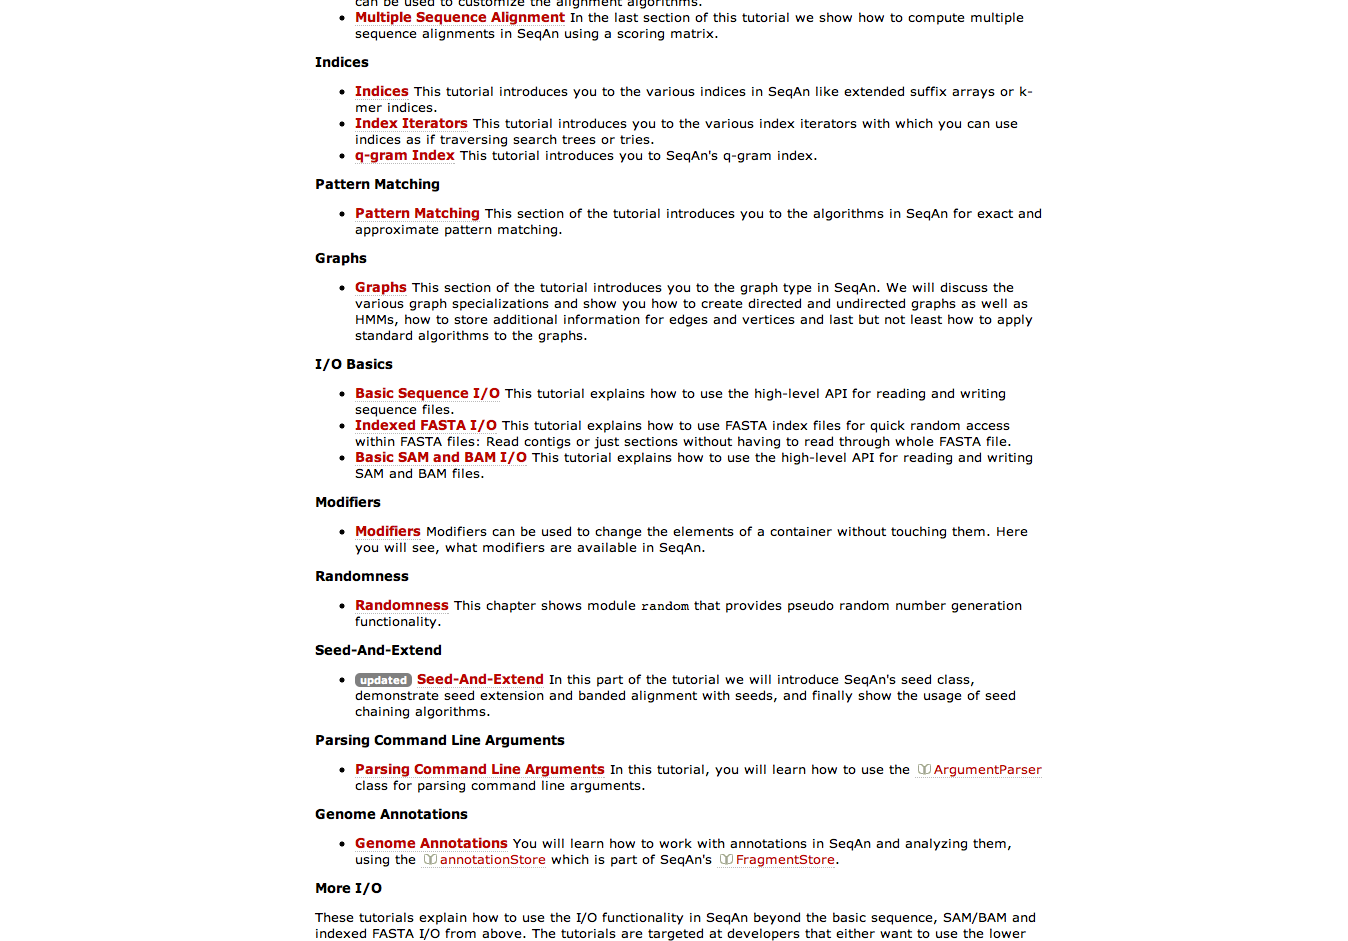 can be used to customize the alignment algorithms.
Multiple Sequence Alignment In the last section of this tutorial we show how to compute multiple
sequence alignments in SeqAn using a scoring matrix.
Indices
Indices This tutorial introduces you to the various indices in SeqAn like extended suffix arrays or k-
mer indices.
Index Iterators This tutorial introduces you to the various index iterators with which you can use
indices as if traversing search trees or tries.
q-gram Index This tutorial introduces you to SeqAn's q-gram index.
Pattern Matching
Pattern Matching This section of the tutorial introduces you to the algorithms in SeqAn for exact and
approximate pattern matching.
Graphs
Graphs This section of the tutorial introduces you to the graph type in SeqAn. We will discuss the
various graph specializations and show you how to create directed and undirected graphs as well as
HMMs, how to store additional information for edges and vertices and last but not least how to apply
standard algorithms to the graphs.
I/O Basics
Basic Sequence I/O This tutorial explains how to use the high-level API for reading and writing
sequence files.
Indexed FASTA I/O This tutorial explains how to use FASTA index files for quick random access
within FASTA files: Read contigs or just sections without having to read through whole FASTA file.
Basic SAM and BAM I/O This tutorial explains how to use the high-level API for reading and writing
SAM and BAM files.
Modifiers
Modifiers Modifiers can be used to change the elements of a container without touching them. Here
you will see, what modifiers are available in SeqAn.
Randomness
Randomness This chapter shows module random that provides pseudo random number generation
functionality.
Seed-And-Extend
updated Seed-And-Extend In this part of the tutorial we will introduce SeqAn's seed class,
demonstrate seed extension and banded alignment with seeds, and finally show the usage of seed
chaining algorithms.
Parsing Command Line Arguments
Parsing Command Line Arguments In this tutorial, you will learn how to use the ArgumentParser
class for parsing command line arguments.
Genome Annotations
Genome Annotations You will learn how to work with annotations in SeqAn and analyzing them,
using the annotationStore which is part of SeqAn's FragmentStore.
More I/O
These tutorials explain how to use the I/O functionality in SeqAn beyond the basic sequence, SAM/BAM and
indexed FASTA I/O from above. The tutorials are targeted at developers that either want to use the lower